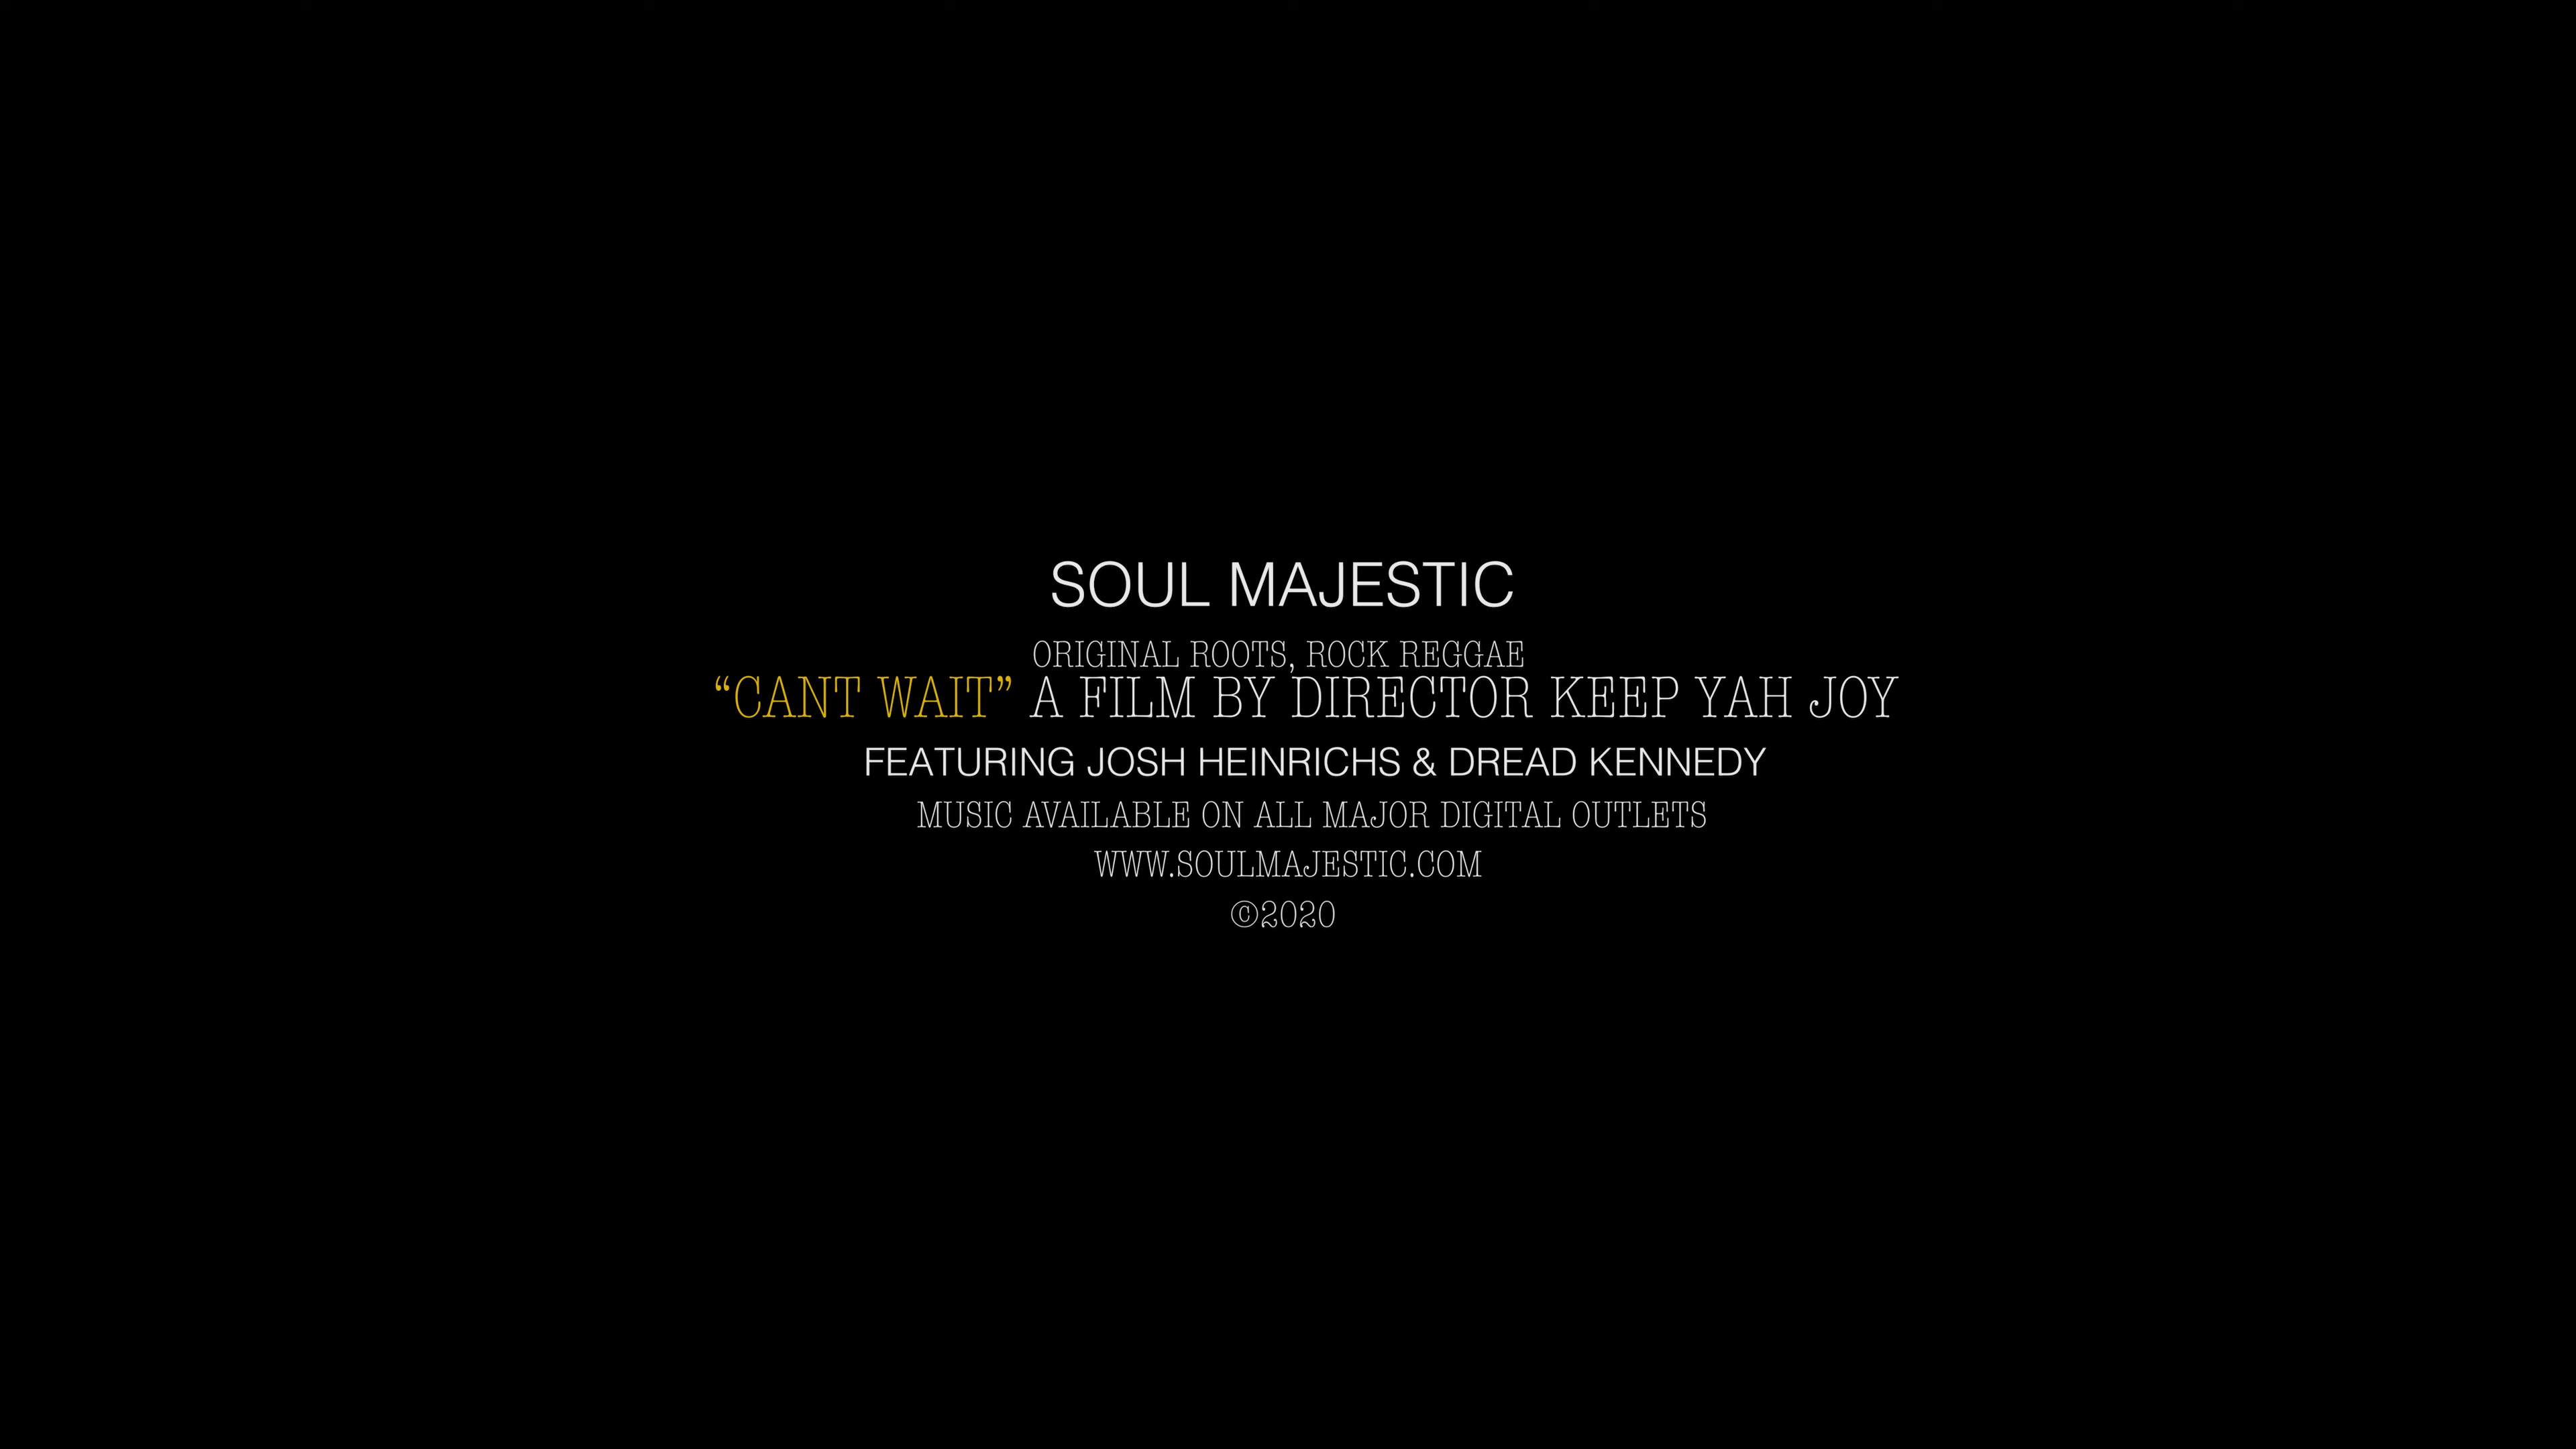 SOUL MAJESTIC
ORIGINAL ROOTS, ROCK REGGAE
“CANT WAIT” A FILM BY DIRECTOR KEEP YAH JOY
FEATURING JOSH HEINRICHS & DREAD KENNEDY
MUSIC AVAILABLE ON ALL MAJOR DIGITAL OUTLETS
WWW.SOULMAJESTIC.COM
©2020